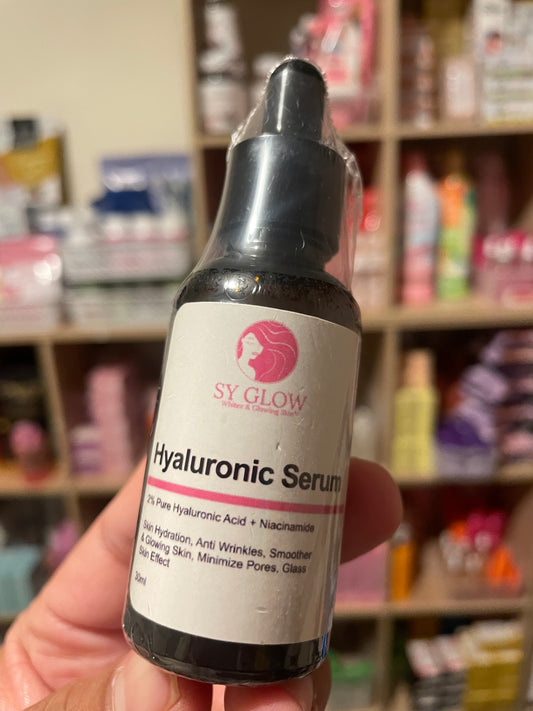 SY GLOW
Whiter & Glowing Skin
Hyaluronic Serum
2% Pure Hyaluronic Acid + Niacinamide
Skin Hydration, Anti Wrinkles, Smoother
& Glowing Skin, Minimize Pores, Glass
Skin Effect
30ml